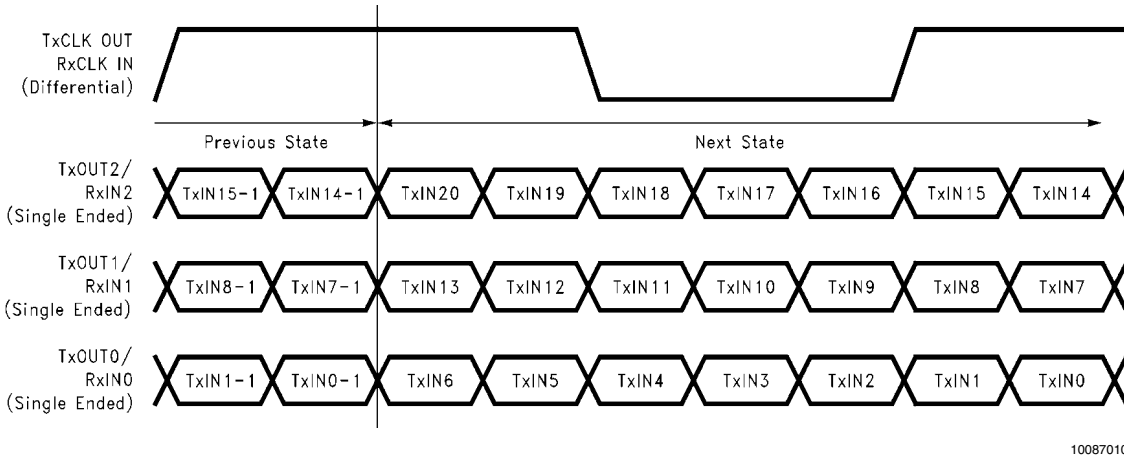 TxCLK OUT
RxCLK IN
(Differential)
Previous State
Next State
TxOUT2/
RxIN2
(Single Ended)
TxIN15-1 TxIN14-1 TxIN20 TxIN19 TxIN18 TxIN17 TxIN16 TxIN15 TxIN14
TxOUT1/
RxIN1
(Single Ended)
TxIN8-1 TxIN7-1 TxIN13 TxIN12 TxIN11 TxIN10 TxIN9 TxIN8 TxIN7
TxOUT0/
RxIN0
(Single Ended)
TxIN1-1 TxIN0-1 TxIN6 TxIN5 TxIN4 TxIN3 TxIN2 TxIN1 TxIN0
10087010